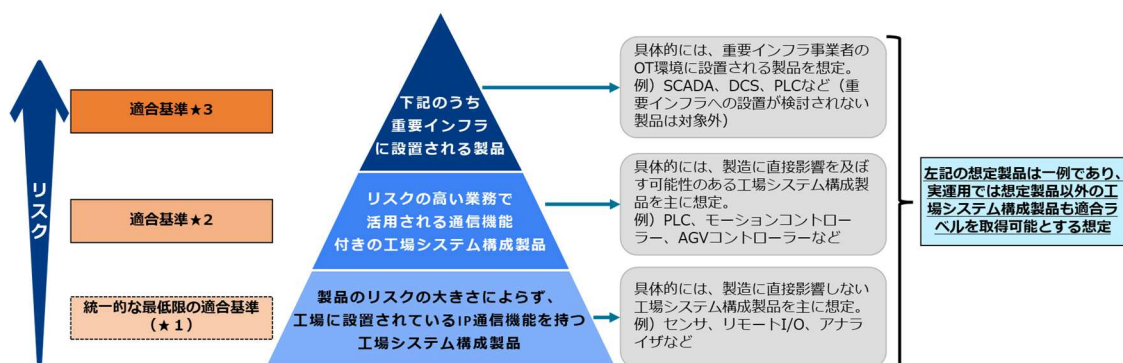 リスク
適合基準★3
適合基準★2
統一的な最低限の適合基準
（★１）
下記のうち
重要インフラ
に設置される製品
リスクの高い業務で
活用される通信機能
付きの工場システム構成製品
製品のリスクの大きさによらず、
工場に設置されているIP通信機能を持つ
工場システム構成製品
具体的には、重要インフラ事業者の
OT環境に設置される製品を想定。
例）SCADA、DCS、PLCなど（重
要インフラへの設置が検討されない
製品は対象外）
具体的には、製造に直接影響を及ぼ
す可能性のある工場システム構成製
品を主に想定。
例）PLC、モーションコントロー
ラー、AGVコントローラーなど
具体的には、製造に直接影響しない
工場システム構成製品を主に想定。
例）センサ、リモートI/O、アナラ
イザなど
左記の想定製品は一例であり、
実運用では想定製品以外の工
場システム構成製品も適合ラ
ベルを取得可能とする想定